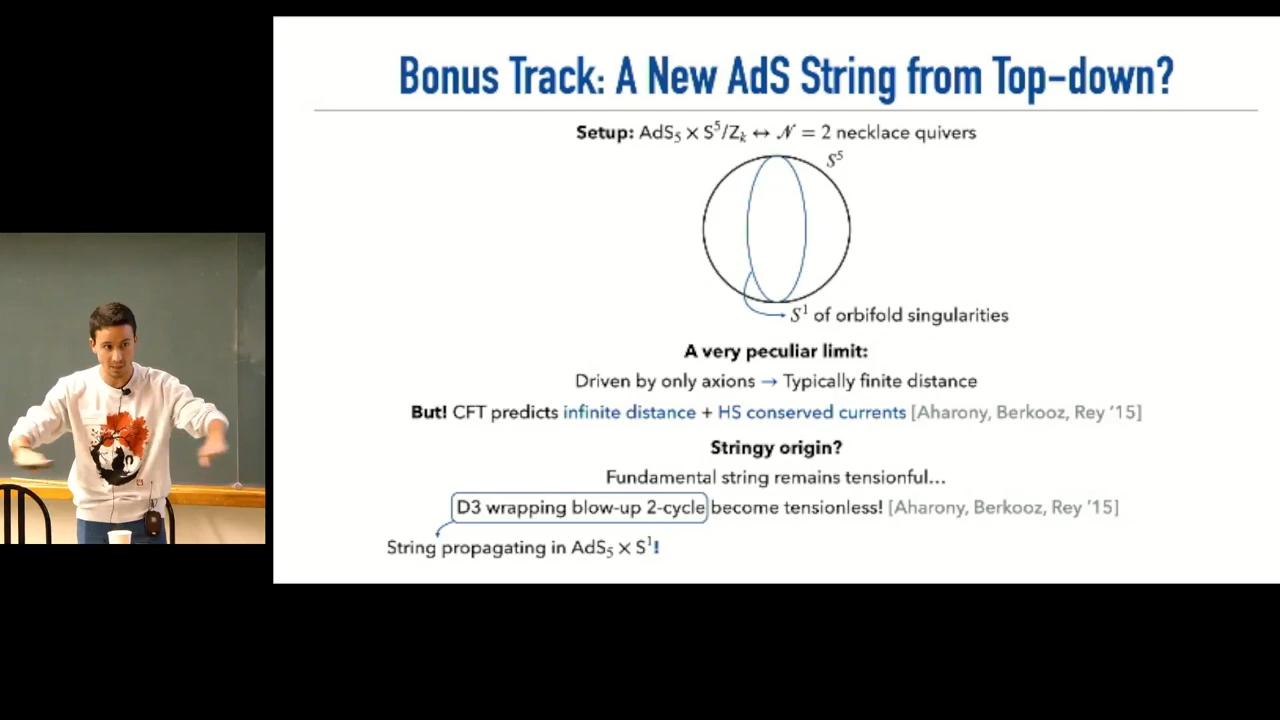 Bonus Track: A New AdS String from Top-down?
Setup: AdS₅ × S⁵/Zₖ ↔ 𝒩 = 2 necklace quivers
S⁵
S¹ of orbifold singularities
A very peculiar limit:
Driven by only axions → Typically finite distance
But! CFT predicts infinite distance + HS conserved currents [Aharony, Berkooz, Rey ’15]
Stringy origin?
Fundamental string remains tensionful…
D3 wrapping blow-up 2-cycle become tensionless! [Aharony, Berkooz, Rey ’15]
String propagating in AdS₅ × S¹!